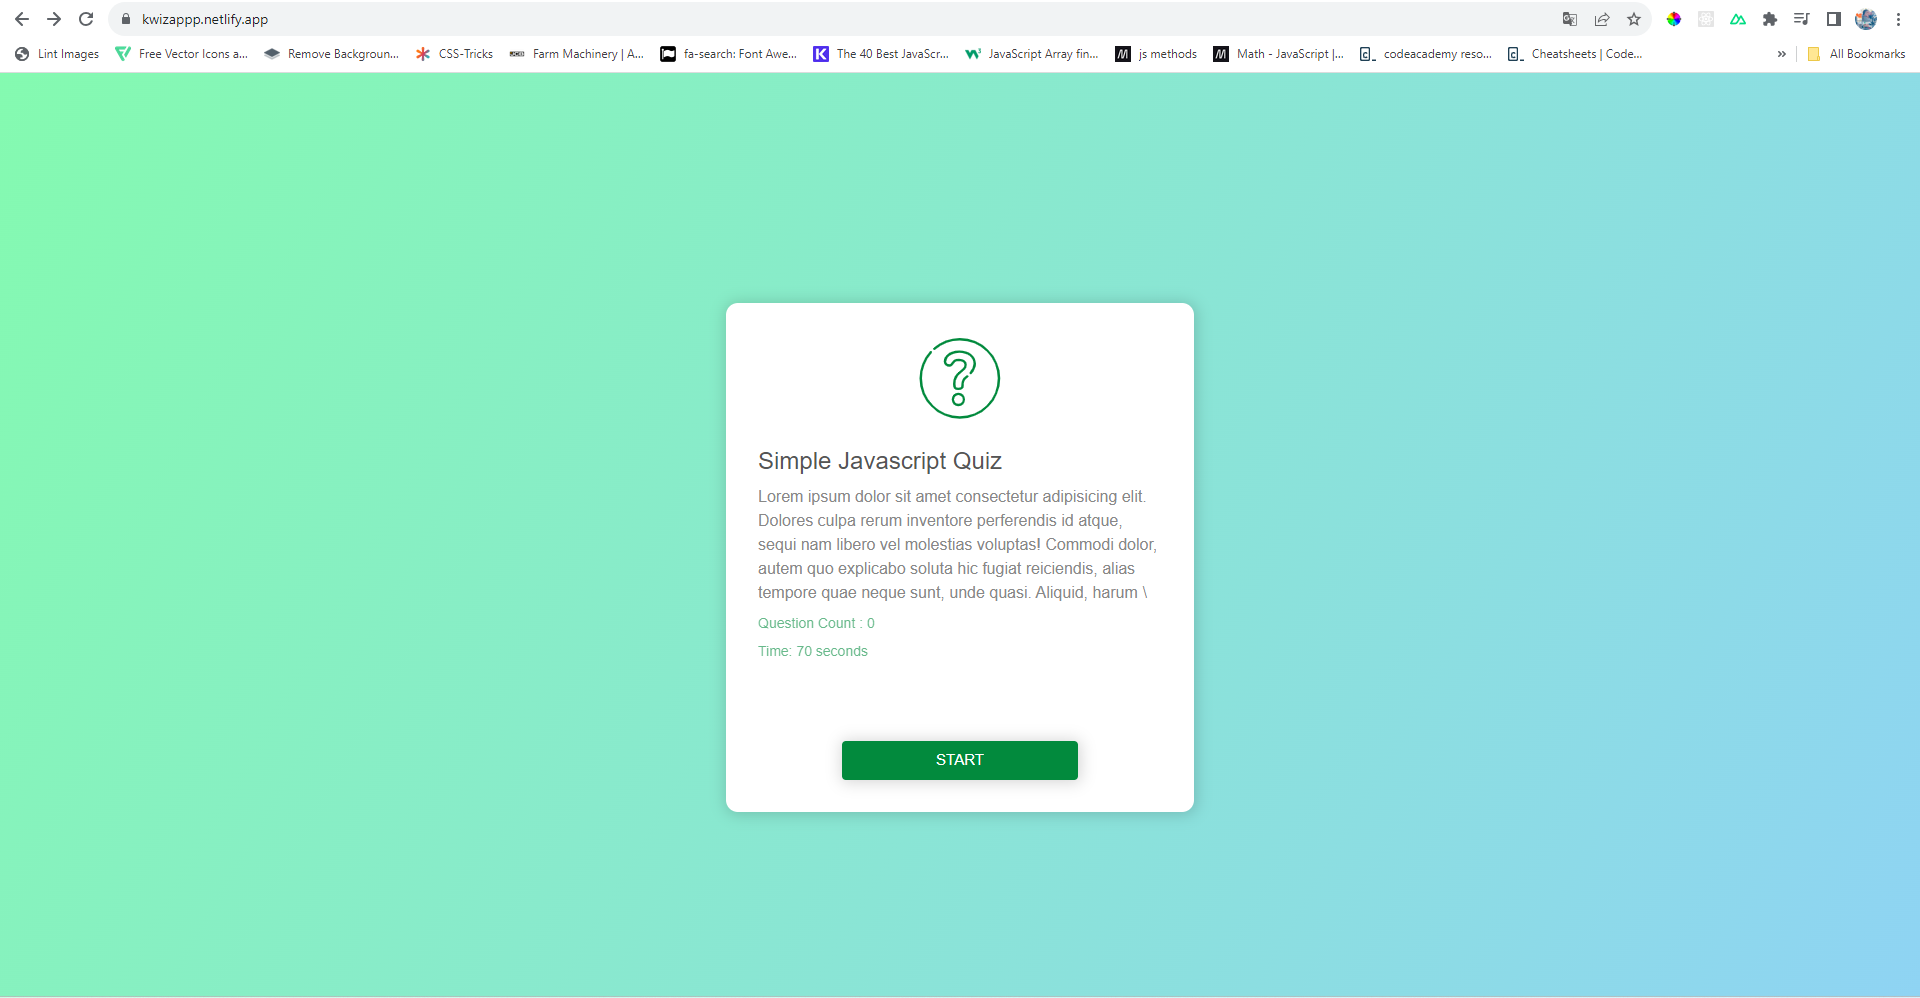 kwizappp.netlify.app
Lint Images
Free Vector Icons a...
Remove Backgroun...
CSS-Tricks
Farm Machinery | A...
fa-search: Font Awe...
The 40 Best JavaScr...
JavaScript Array fin...
js methods
Math - JavaScript |...
codeacademy reso...
Cheatsheets | Code...
»
All Bookmarks
?
Simple Javascript Quiz
Lorem ipsum dolor sit amet consectetur adipisicing elit.
Dolores culpa rerum inventore perferendis id atque,
sequi nam libero vel molestias voluptas! Commodi dolor,
autem quo explicabo soluta hic fugiat reiciendis, alias
tempore quae neque sunt, unde quasi. Aliquid, harum \
Question Count : 0
Time: 70 seconds
START